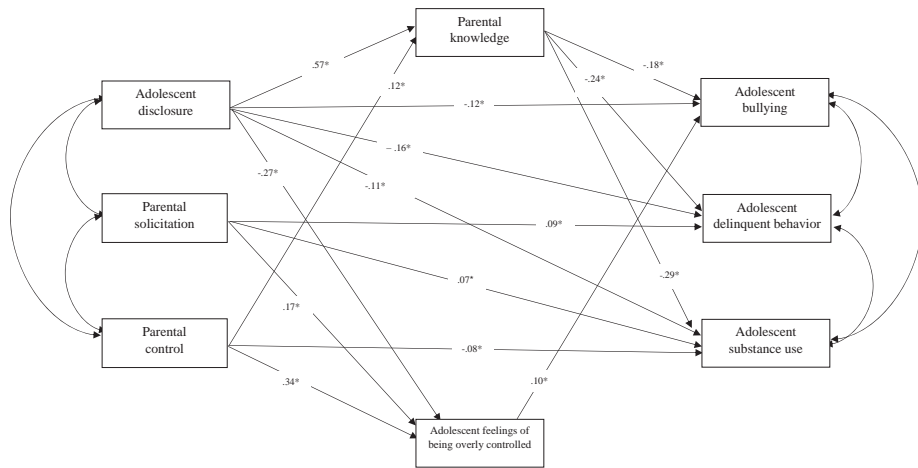 Parental
knowledge
.57*
-.18*
-.24*
.12*
Adolescent
disclosure
-.12*
Adolescent
bullying
– .16*
-.27*
-.11*
Parental
solicitation
.09*
Adolescent
delinquent behavior
.07*
-.29*
.17*
Parental
control
-.08*
Adolescent
substance use
.34*
.10*
Adolescent feelings of
being overly controlled